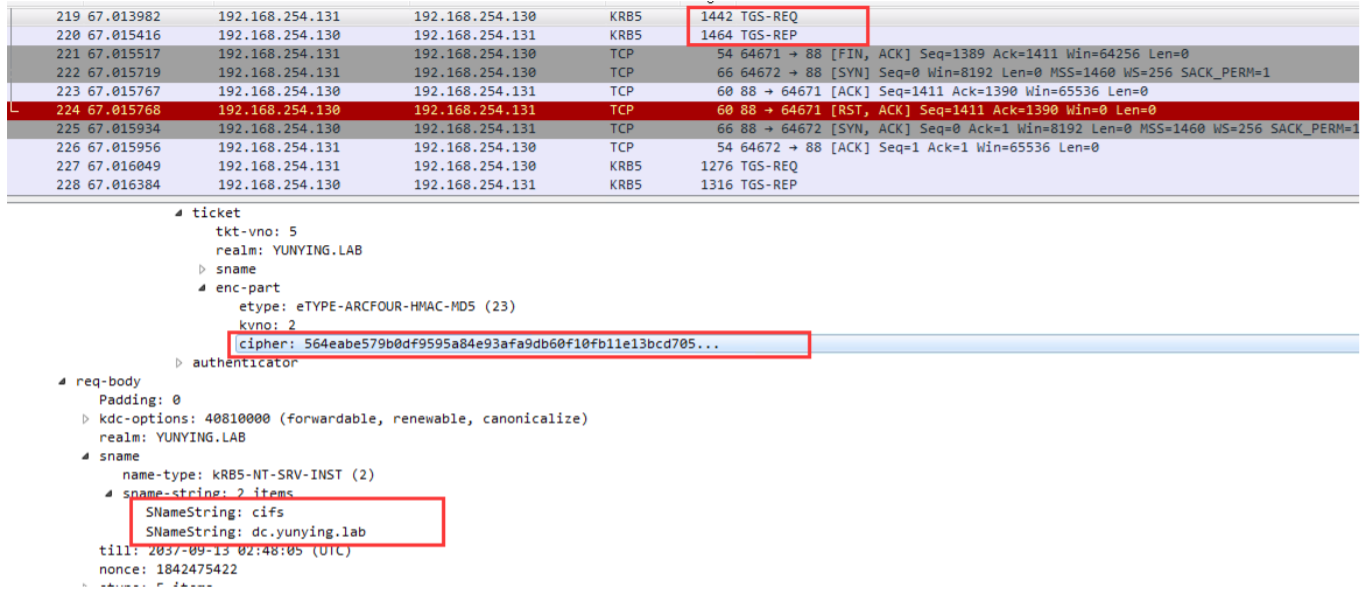 219 67.013982 192.168.254.131 192.168.254.130 KRB5 1442 TGS-REQ
220 67.015416 192.168.254.130 192.168.254.131 KRB5 1464 TGS-REP
221 67.015517 192.168.254.131 192.168.254.130 TCP 54 64671 → 88 [FIN, ACK] Seq=1389 Ack=1411 Win=64256 Len=0
222 67.015719 192.168.254.131 192.168.254.130 TCP 66 64672 → 88 [SYN] Seq=0 Win=8192 Len=0 MSS=1460 WS=256 SACK_PERM=1
223 67.015767 192.168.254.130 192.168.254.131 TCP 60 88 → 64671 [ACK] Seq=1411 Ack=1390 Win=65536 Len=0
224 67.015768 192.168.254.130 192.168.254.131 TCP 60 88 → 64671 [RST, ACK] Seq=1411 Ack=1390 Win=0 Len=0
225 67.015934 192.168.254.130 192.168.254.131 TCP 66 88 → 64672 [SYN, ACK] Seq=0 Ack=1 Win=8192 Len=0 MSS=1460 WS=256 SACK_PERM=1
226 67.015956 192.168.254.131 192.168.254.130 TCP 54 64672 → 88 [ACK] Seq=1 Ack=1 Win=65536 Len=0
227 67.016049 192.168.254.131 192.168.254.130 KRB5 1276 TGS-REQ
228 67.016384 192.168.254.130 192.168.254.131 KRB5 1316 TGS-REP
ticket
tkt-vno: 5
realm: YUNYING.LAB
sname
enc-part
etype: eTYPE-ARCFOUR-HMAC-MD5 (23)
kvno: 2
cipher: 564eabe579b0df9595a84e93afa9db60f10fb11e13bcd705...
authenticator
req-body
Padding: 0
kdc-options: 40810000 (forwardable, renewable, canonicalize)
realm: YUNYING.LAB
sname
name-type: kRB5-NT-SRV-INST (2)
sname-string: 2 items
SNameString: cifs
SNameString: dc.yunying.lab
till: 2037-09-13 02:48:05 (UTC)
nonce: 1842475422